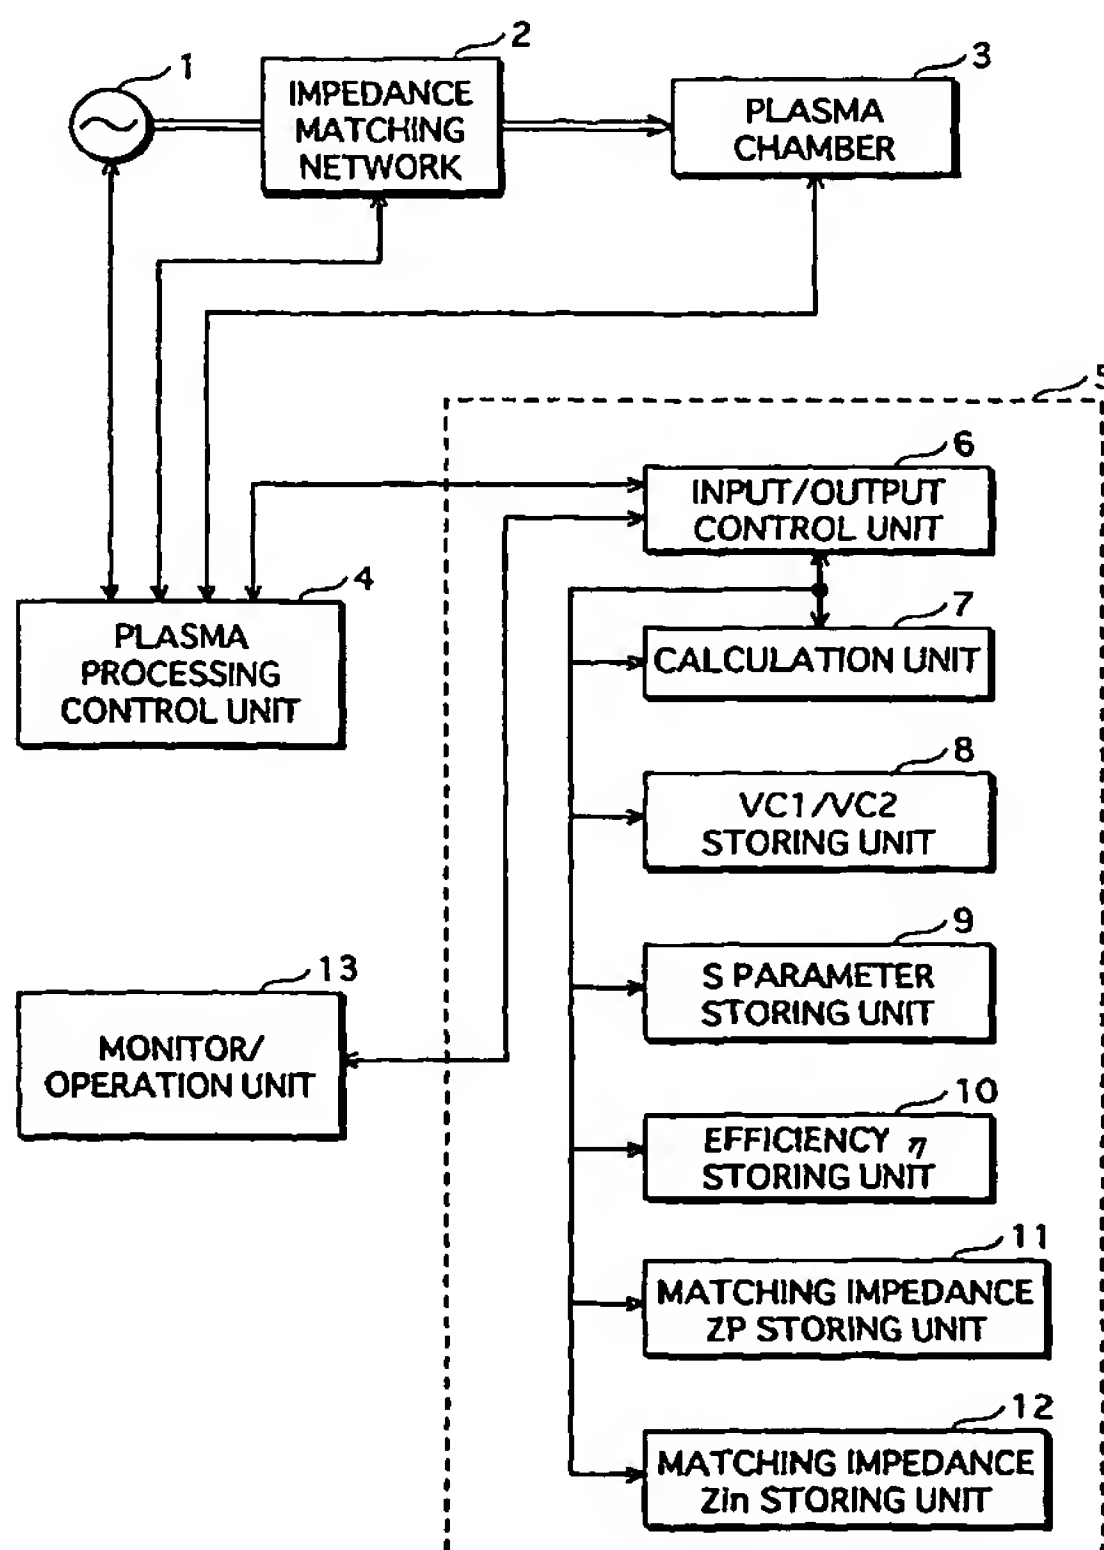 1
2
IMPEDANCE
MATCHING
NETWORK
3
PLASMA
CHAMBER
5
6
INPUT/OUTPUT
CONTROL UNIT
4
PLASMA
PROCESSING
CONTROL UNIT
7
CALCULATION UNIT
8
VC1/VC2
STORING UNIT
9
S PARAMETER
STORING UNIT
13
MONITOR/
OPERATION UNIT
10
EFFICIENCY η
STORING UNIT
11
MATCHING IMPEDANCE
ZP STORING UNIT
12
MATCHING IMPEDANCE
Zin STORING UNIT